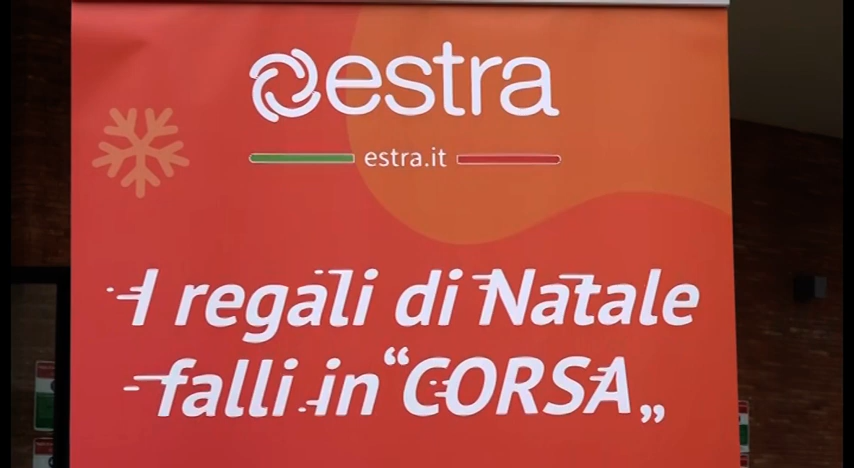 estra
estra.it
I regali di Natale
falli in “CORSA„